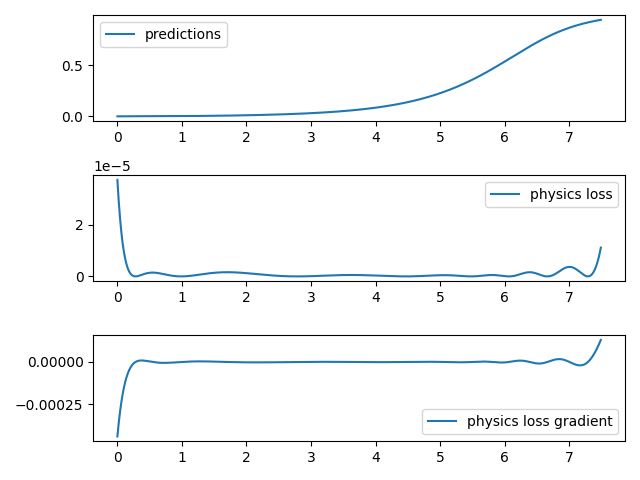 predictions
0.5
0.0
0 1 2 3 4 5 6 7
1e−5
physics loss
2
0
0 1 2 3 4 5 6 7
0.00000
−0.00025
physics loss gradient
0 1 2 3 4 5 6 7